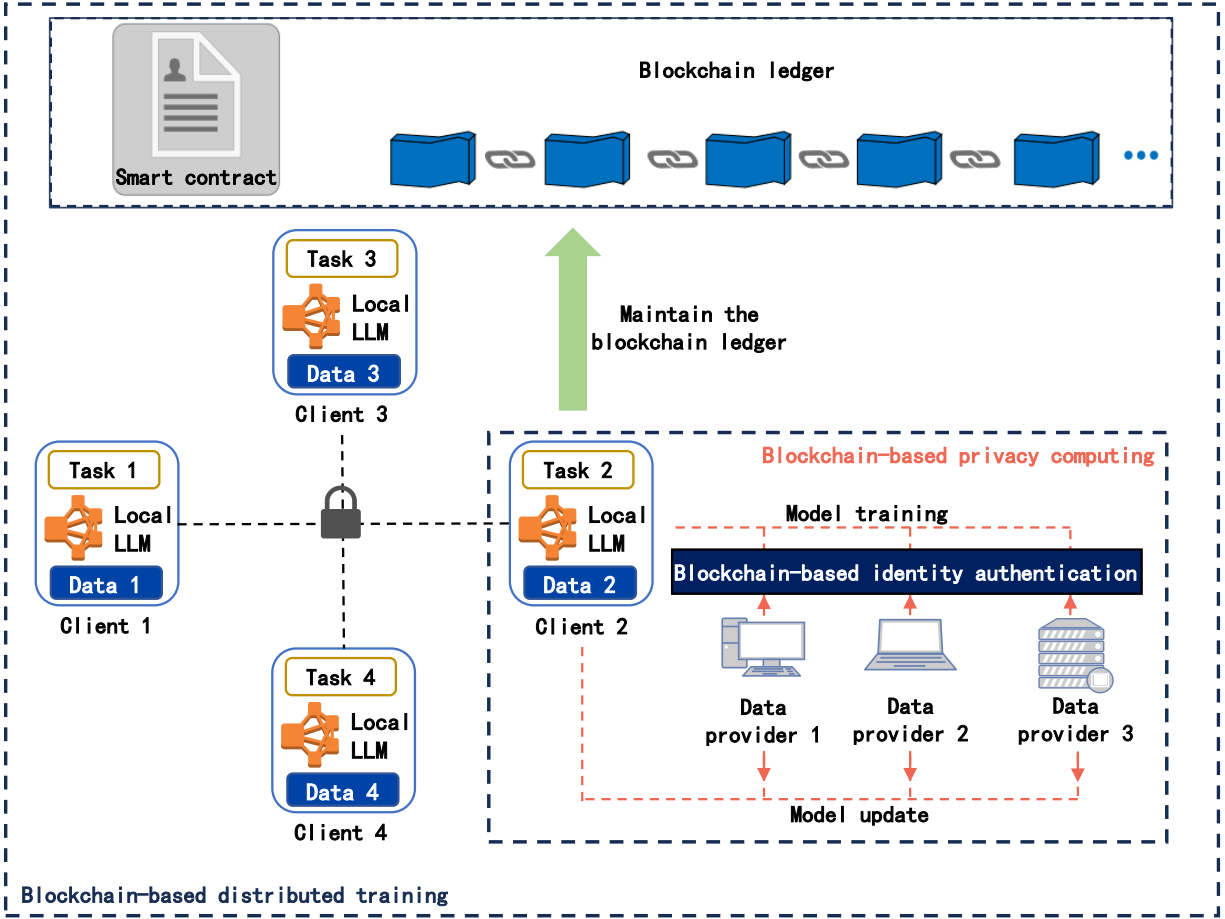 Blockchain ledger
Smart contract
Task 3
Local
LLM
Data 3
Client 3
Maintain the
blockchain ledger
Task 1
Local
LLM
Data 1
Client 1
Task 2
Local
LLM
Data 2
Client 2
Blockchain-based privacy computing
Model training
Blockchain-based identity authentication
Data
provider 1
Data
provider 2
Data
provider 3
Model update
Task 4
Local
LLM
Data 4
Client 4
Blockchain-based distributed training